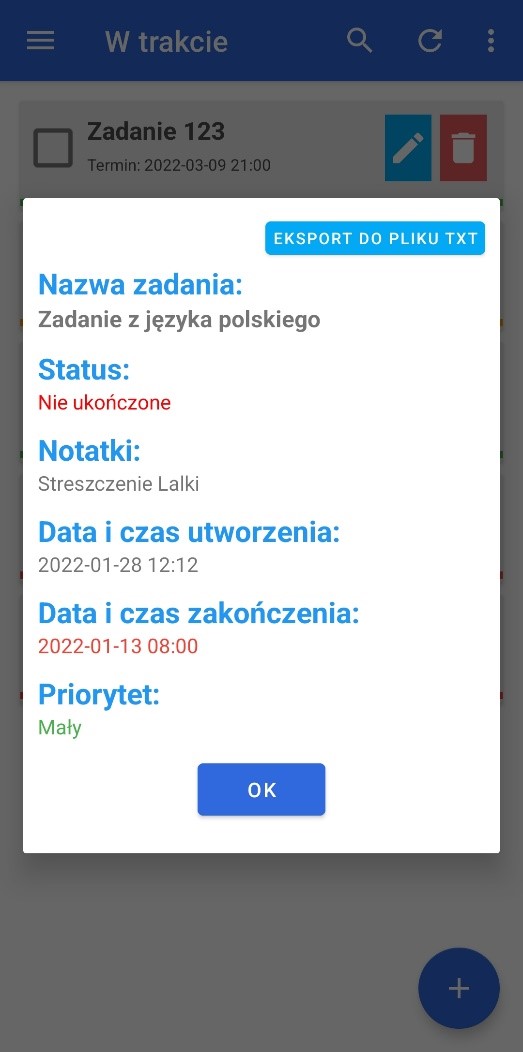 W trakcie
Zadanie 123
Termin: 2022-03-09 21:00
EKSPORT DO PLIKU TXT
Nazwa zadania:
Zadanie z języka polskiego
Status:
Nie ukończone
Notatki:
Streszczenie Lalki
Data i czas utworzenia:
2022-01-28 12:12
Data i czas zakończenia:
2022-01-13 08:00
Priorytet:
Mały
OK